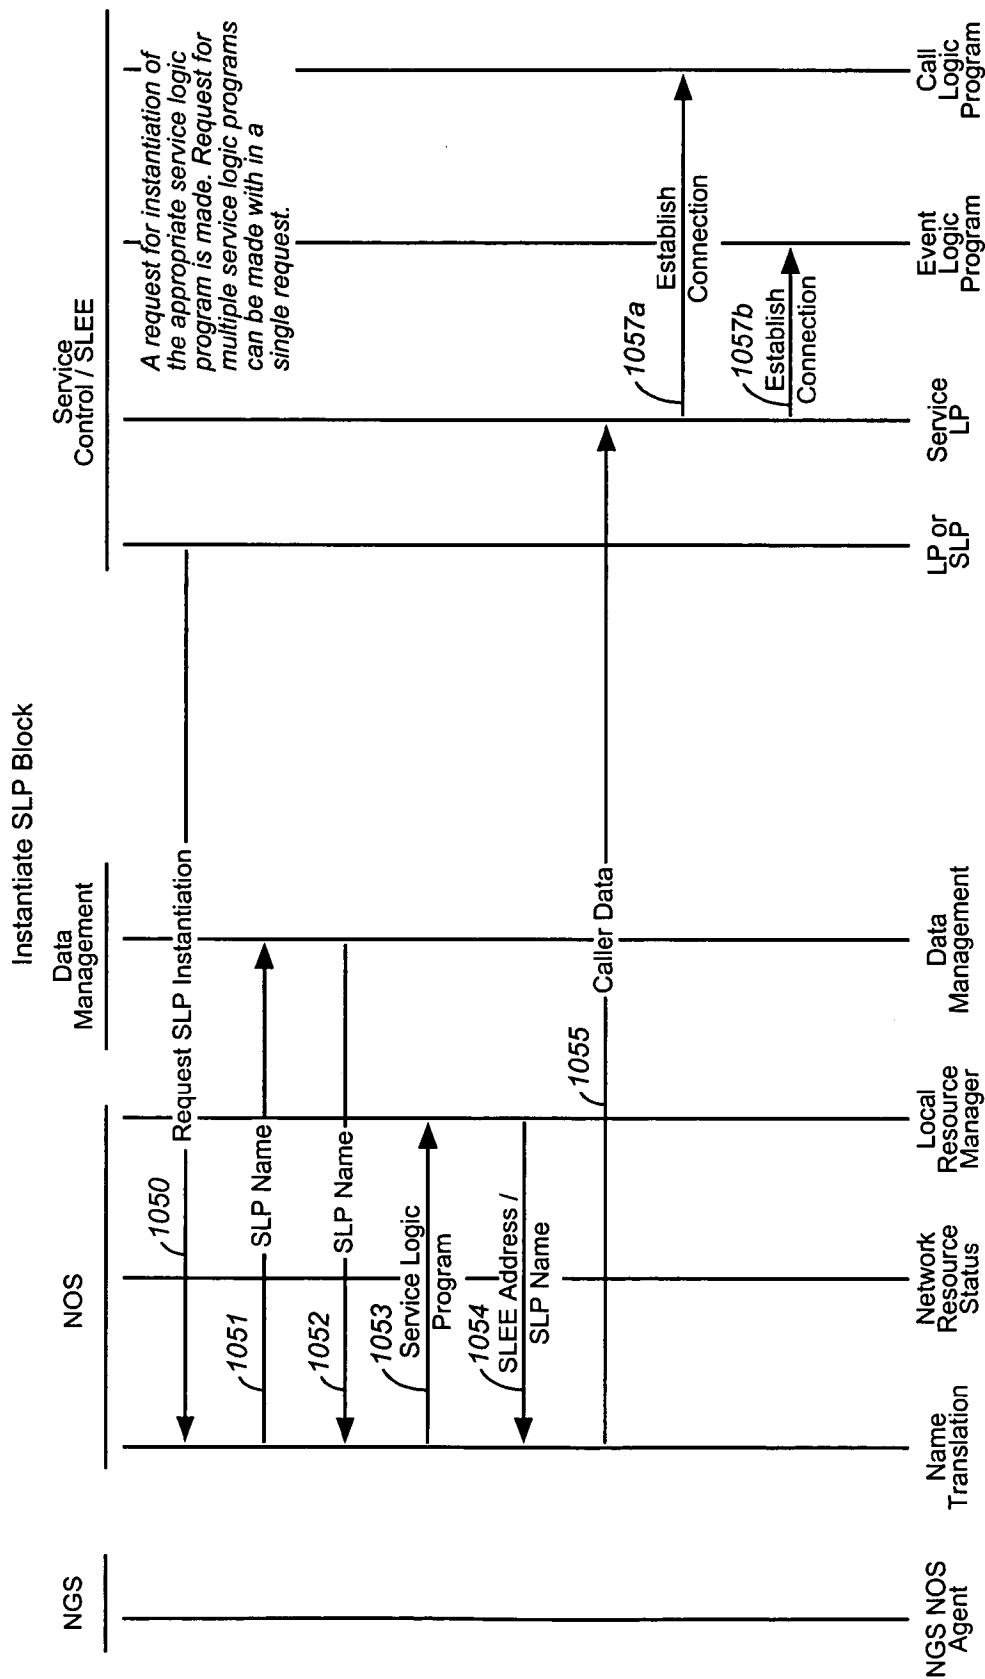 Instantiate SLP Block
NGS
NOS
Data
Management
Service
Control / SLEE
A request for instantiation of
the appropriate service logic
program is made. Request for
multiple service logic programs
can be made with in a
single request.
1050
Request SLP Instantiation
1051
SLP Name
1052
SLP Name
1053
Service Logic
Program
1054
SLEE Address /
SLP Name
1055
Caller Data
1057a
Establish
Connection
1057b
Establish
Connection
NGS NOS
Agent
Name
Translation
Network
Resource
Status
Local
Resource
Manager
Data
Management
LP or
SLP
Service
LP
Event
Logic
Program
Call
Logic
Program